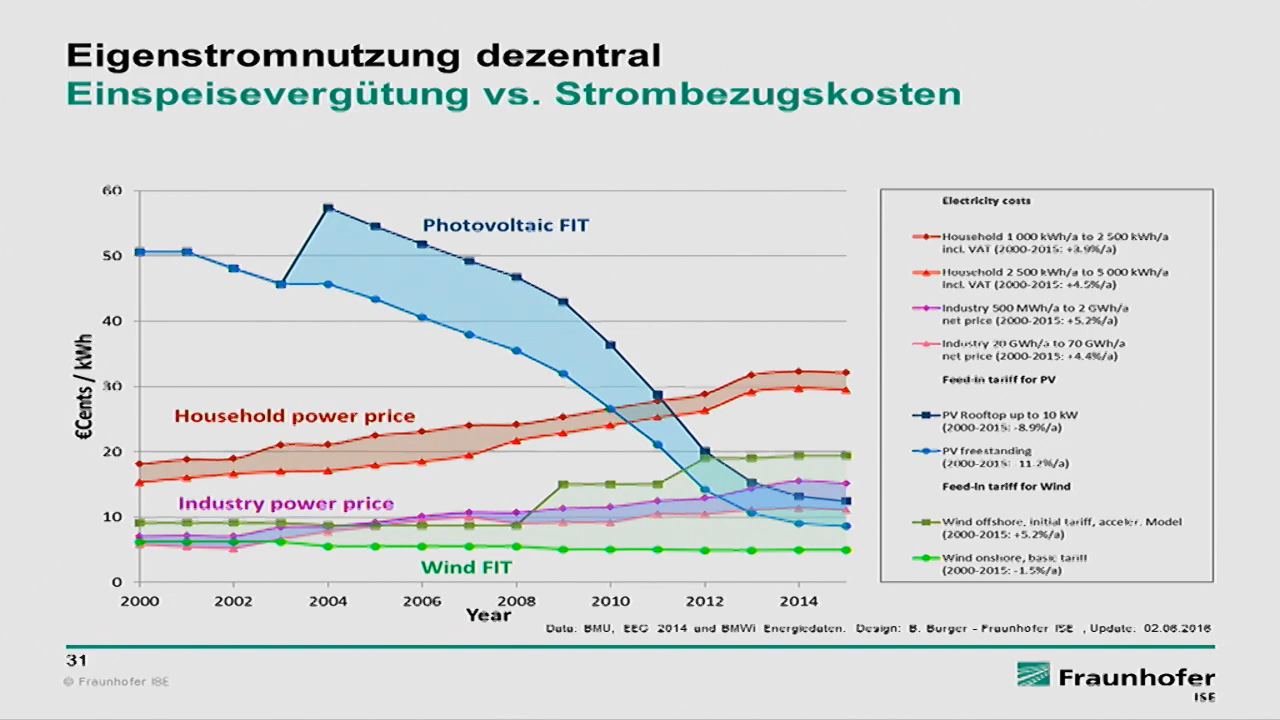 Eigenstromnutzung dezentral
Einspeisevergütung vs. Strombezugskosten
60
50
40
30
20
10
0
€Cents / kWh
Photovoltaic FIT
Household power price
Industry power price
Wind FIT
2000 2002 2004 2006 2008 2010 2012 2014
Year
Electricity costs
Household 1 000 kWh/a to 2 500 kWh/a
incl. VAT (2000-2015: +3.9%/a)
Household 2 500 kWh/a to 5 000 kWh/a
incl. VAT (2000-2015: +4.5%/a)
Industry 500 MWh/a to 2 GWh/a
net price (2000-2015: +5.2%/a)
Industry 20 GWh/a to 70 GWh/a
net price (2000-2015: +4.4%/a)
Feed-in tariff for PV
PV Rooftop up to 10 kW
(2000-2015: -8.9%/a)
PV freestanding
(2000-2015: -11.2%/a)
Feed-in tariff for Wind
Wind offshore, initial tariff, acceler. Model
(2000-2015: +5.2%/a)
Wind onshore, basic tariff
(2000-2015: -1.5%/a)
Data: BMU, EEG 2014 and BMWi Energiedaten. Design: B. Burger - Fraunhofer ISE , Update: 02.06.2016
31
© Fraunhofer ISE
Fraunhofer
ISE